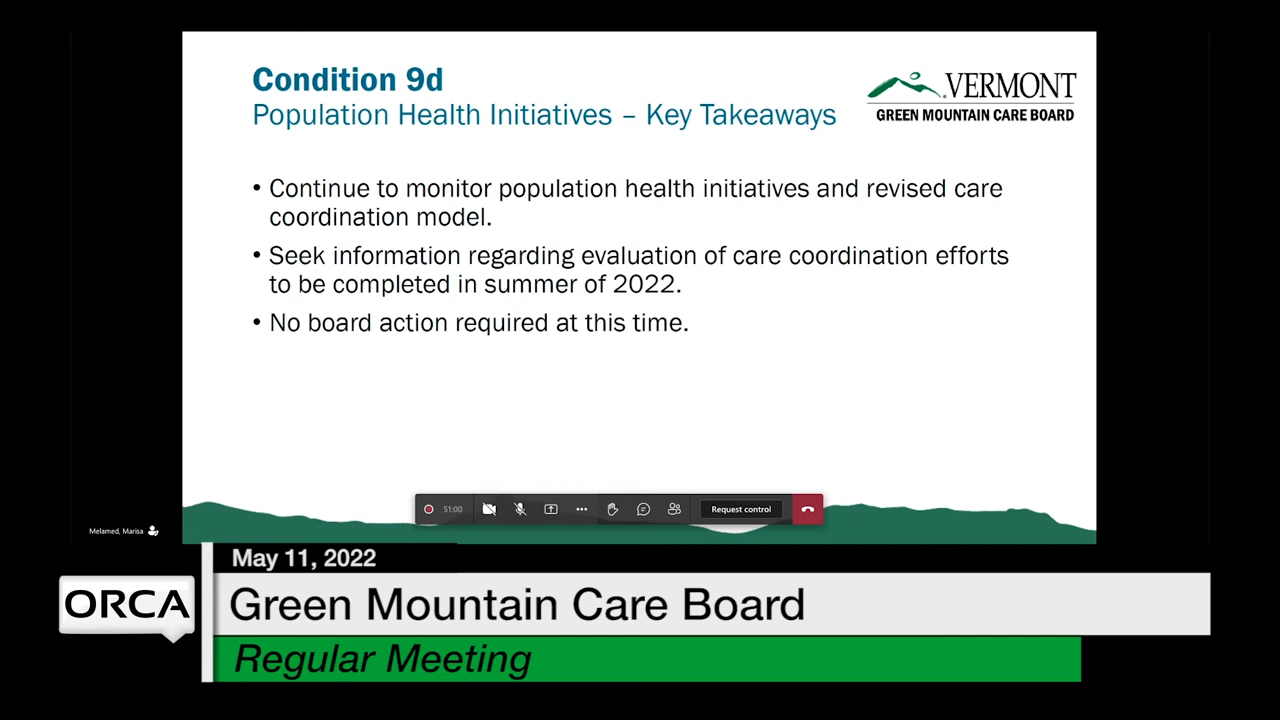 Condition 9d
Population Health Initiatives – Key Takeaways
VERMONT
GREEN MOUNTAIN CARE BOARD
• Continue to monitor population health initiatives and revised care
coordination model.
• Seek information regarding evaluation of care coordination efforts
to be completed in summer of 2022.
• No board action required at this time.
51:00
Request control
Melamed, Marisa
May 11, 2022
ORCA
Green Mountain Care Board
Regular Meeting